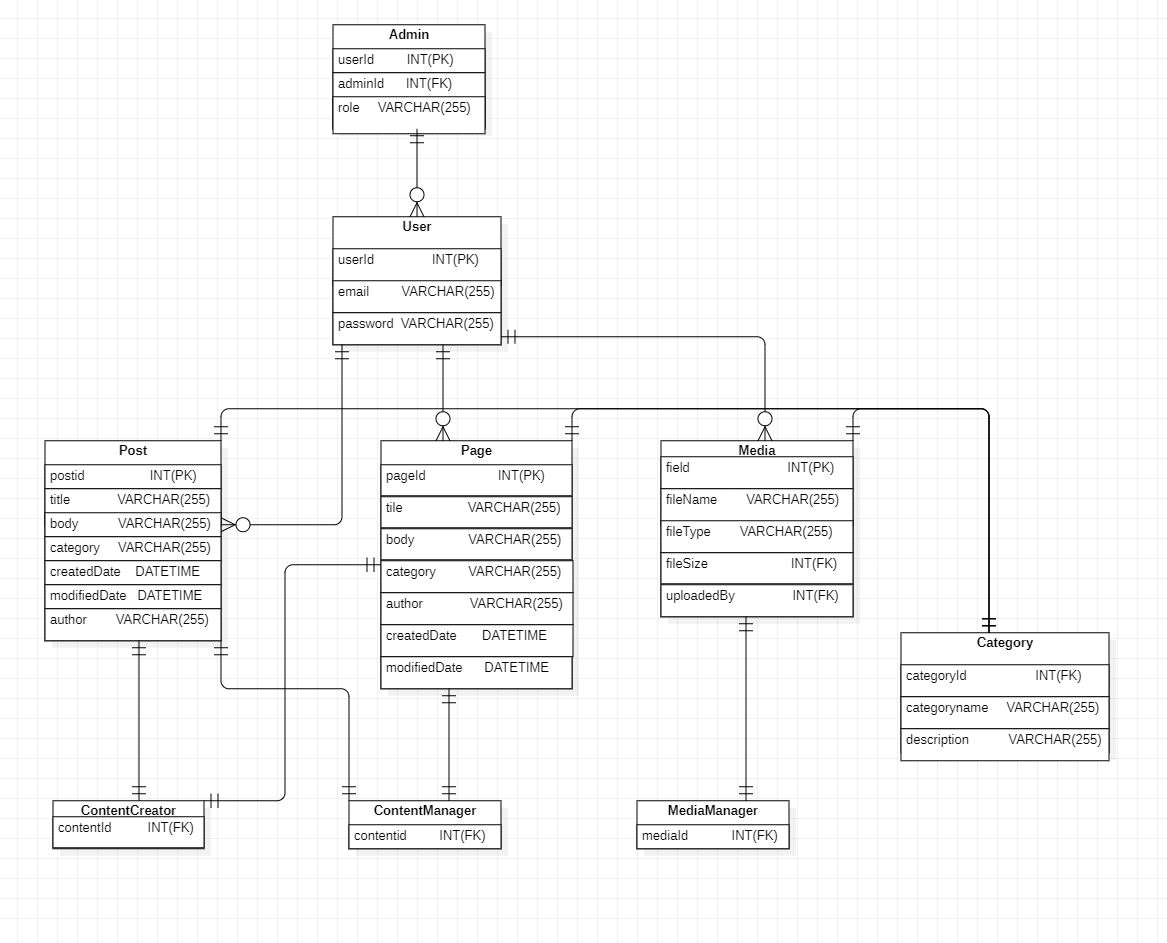 Admin
userId INT(PK)
adminId INT(FK)
role VARCHAR(255)
User
userId INT(PK)
email VARCHAR(255)
password VARCHAR(255)
Post
postid INT(PK)
title VARCHAR(255)
body VARCHAR(255)
category VARCHAR(255)
createdDate DATETIME
modifiedDate DATETIME
author VARCHAR(255)
Page
pageId INT(PK)
tile VARCHAR(255)
body VARCHAR(255)
category VARCHAR(255)
author VARCHAR(255)
createdDate DATETIME
modifiedDate DATETIME
Media
field INT(PK)
fileName VARCHAR(255)
fileType VARCHAR(255)
fileSize INT(FK)
uploadedBy INT(FK)
Category
categoryId INT(FK)
categoryname VARCHAR(255)
description VARCHAR(255)
ContentCreator
contentId INT(FK)
ContentManager
contentid INT(FK)
MediaManager
mediaId INT(FK)